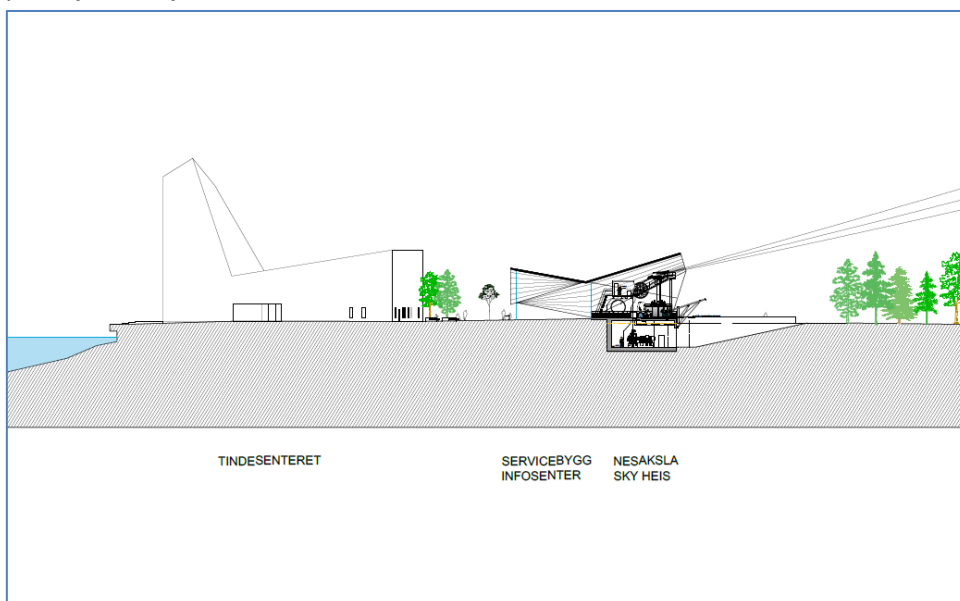 TINDESENTERET
SERVICEBYGG
INFOSENTER
NESAKSLA
SKY HEIS